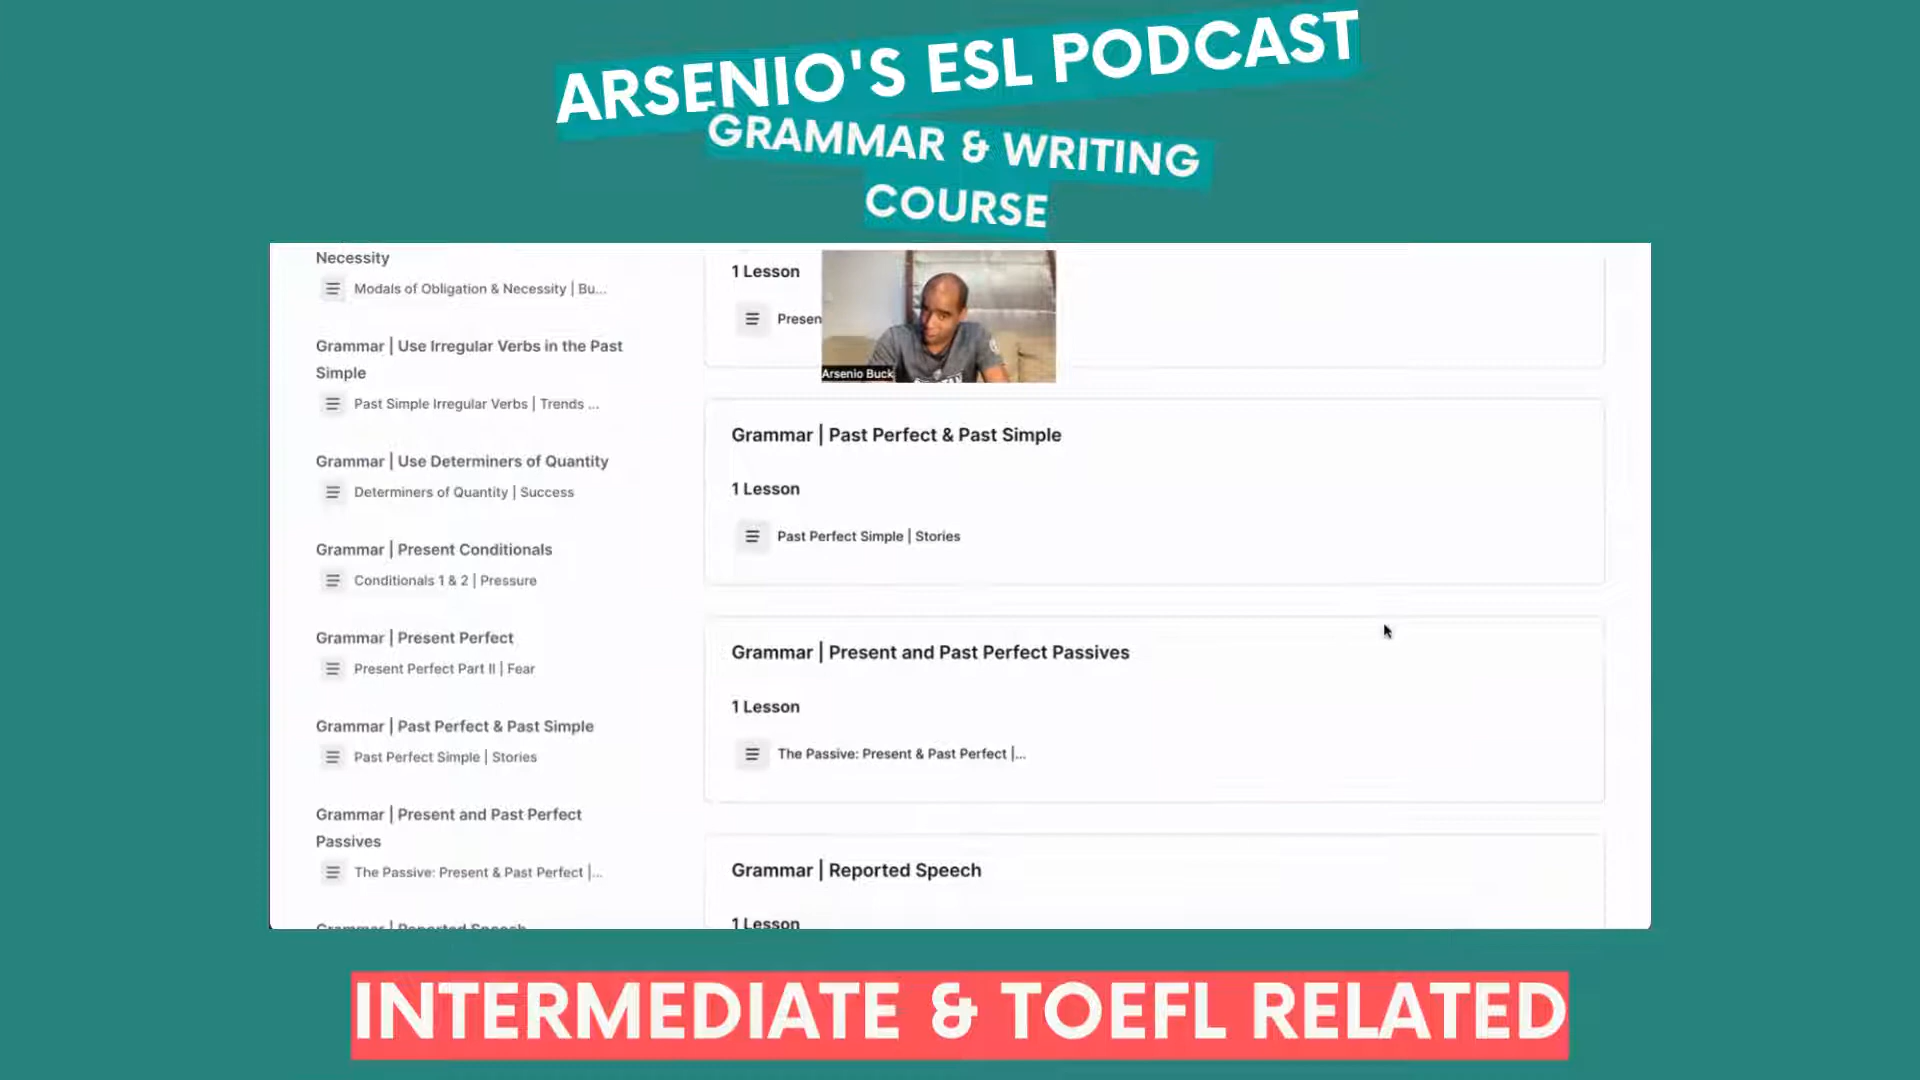 ARSENIO'S ESL PODCAST
GRAMMAR & WRITING
COURSE
Necessity
Modals of Obligation & Necessity | Bu...
Grammar | Use Irregular Verbs in the Past
Simple
Past Simple Irregular Verbs | Trends ...
Grammar | Use Determiners of Quantity
Determiners of Quantity | Success
Grammar | Present Conditionals
Conditionals 1 & 2 | Pressure
Grammar | Present Perfect
Present Perfect Part II | Fear
Grammar | Past Perfect & Past Simple
Past Perfect Simple | Stories
Grammar | Present and Past Perfect
Passives
The Passive: Present & Past Perfect |...
Grammar | Reported Speech
1 Lesson
Presen
Arsenio Buck
Grammar | Past Perfect & Past Simple
1 Lesson
Past Perfect Simple | Stories
Grammar | Present and Past Perfect Passives
1 Lesson
The Passive: Present & Past Perfect |...
Grammar | Reported Speech
1 Lesson
INTERMEDIATE & TOEFL RELATED